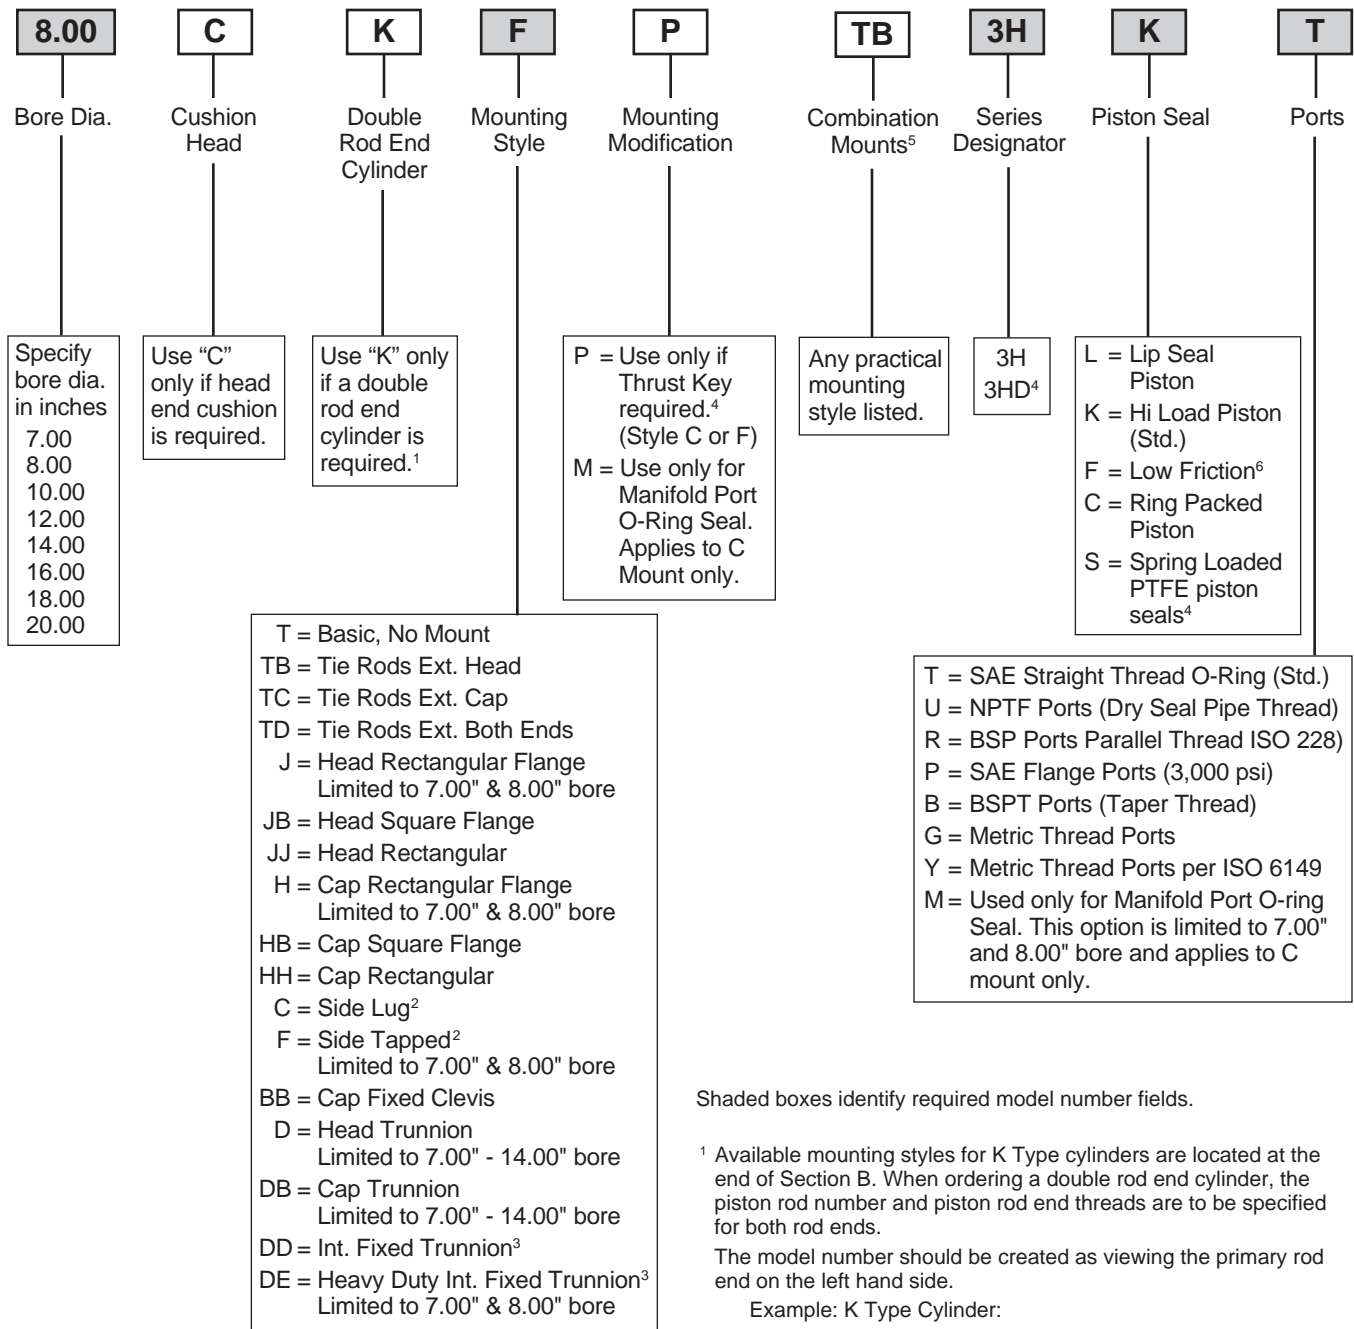 8.00 C K F P TB 3H K T
Bore Dia.
Cushion
Head
Double
Rod End
Cylinder
Mounting
Style
Mounting
Modification
Combination
Mounts⁵
Series
Designator
Piston Seal
Ports
Specify
bore dia.
in inches
7.00
8.00
10.00
12.00
14.00
16.00
18.00
20.00
Use “C”
only if head
end cushion
is required.
Use “K” only
if a double
rod end
cylinder is
required.¹
P = Use only if
Thrust Key
required.⁴
(Style C or F)
M = Use only for
Manifold Port
O-Ring Seal.
Applies to C
Mount only.
Any practical
mounting
style listed.
3H
3HD⁴
L = Lip Seal
Piston
K = Hi Load Piston
(Std.)
F = Low Friction⁶
C = Ring Packed
Piston
S = Spring Loaded
PTFE piston
seals⁴
T = Basic, No Mount
TB = Tie Rods Ext. Head
TC = Tie Rods Ext. Cap
TD = Tie Rods Ext. Both Ends
J = Head Rectangular Flange
Limited to 7.00" & 8.00" bore
JB = Head Square Flange
JJ = Head Rectangular
H = Cap Rectangular Flange
Limited to 7.00" & 8.00" bore
HB = Cap Square Flange
HH = Cap Rectangular
C = Side Lug²
F = Side Tapped²
Limited to 7.00" & 8.00" bore
BB = Cap Fixed Clevis
D = Head Trunnion
Limited to 7.00" - 14.00" bore
DB = Cap Trunnion
Limited to 7.00" - 14.00" bore
DD = Int. Fixed Trunnion³
DE = Heavy Duty Int. Fixed Trunnion³
Limited to 7.00" & 8.00" bore
T = SAE Straight Thread O-Ring (Std.)
U = NPTF Ports (Dry Seal Pipe Thread)
R = BSP Ports Parallel Thread ISO 228)
P = SAE Flange Ports (3,000 psi)
B = BSPT Ports (Taper Thread)
G = Metric Thread Ports
Y = Metric Thread Ports per ISO 6149
M = Used only for Manifold Port O-ring
Seal. This option is limited to 7.00"
and 8.00" bore and applies to C
mount only.
Shaded boxes identify required model number fields.
¹ Available mounting styles for K Type cylinders are located at the
end of Section B. When ordering a double rod end cylinder, the
piston rod number and piston rod end threads are to be specified
for both rod ends.
The model number should be created as viewing the primary rod
end on the left hand side.
Example: K Type Cylinder: